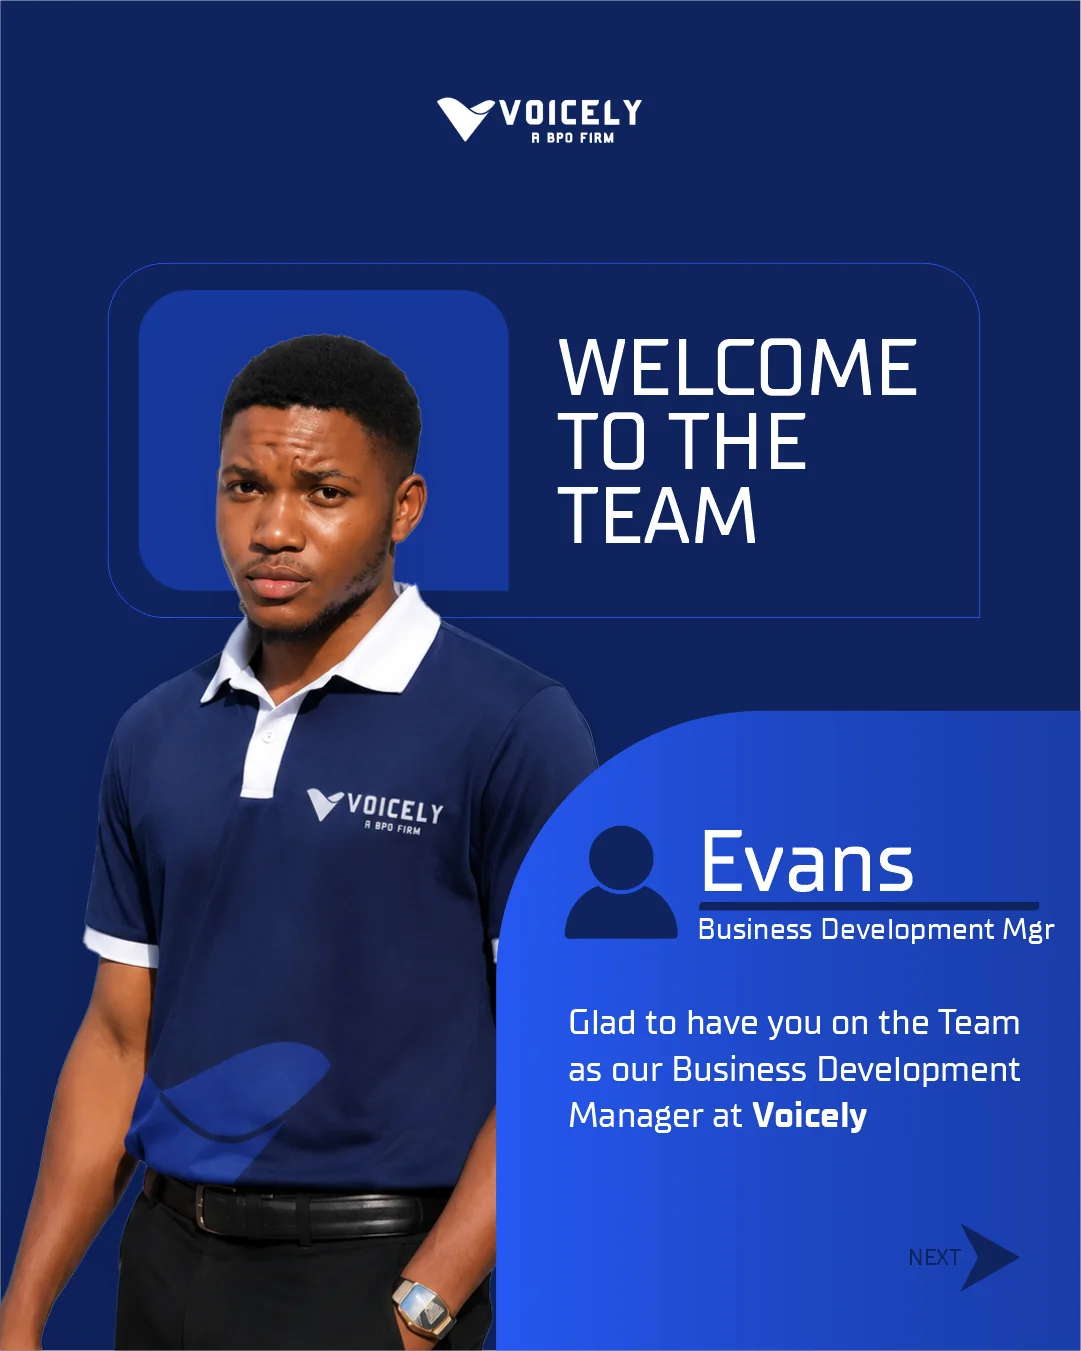 VOICELY
A BPO FIRM
WELCOME
TO THE
TEAM
VOICELY
A BPO FIRM
Evans
Business Development Mgr
Glad to have you on the Team
as our Business Development
Manager at Voicely
NEXT